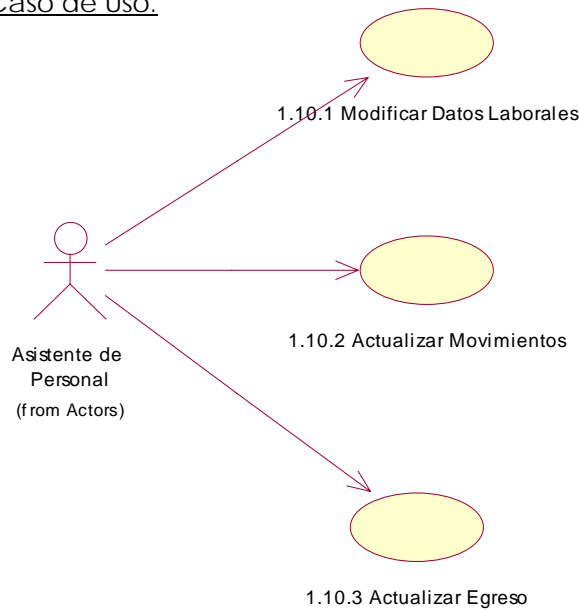 Caso de Uso:
1.10.1 Modificar Datos Laborales
1.10.2 Actualizar Movimientos
Asistente de
Personal
(from Actors)
1.10.3 Actualizar Egreso